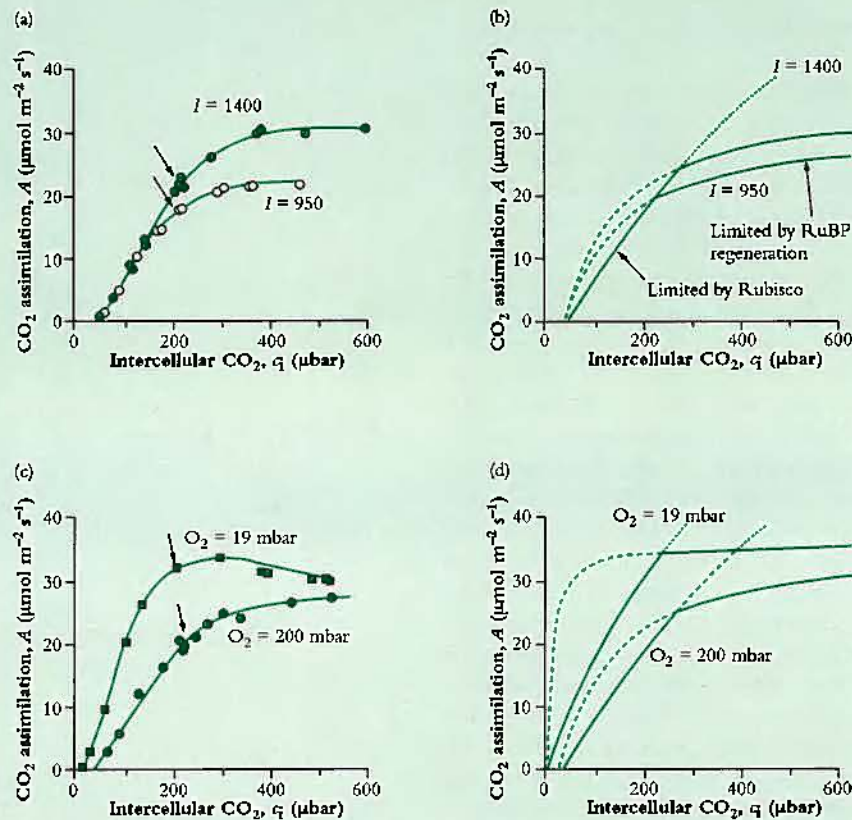 (a)
CO₂ assimilation, A (μmol m⁻² s⁻¹)
40
30
20
10
0
I = 1400
I = 950
0
200
400
600
Intercellular CO₂, cᵢ (μbar)
(b)
CO₂ assimilation, A (μmol m⁻² s⁻¹)
40
30
20
10
0
I = 1400
I = 950
Limited by RuBP
regeneration
Limited by Rubisco
0
200
400
600
Intercellular CO₂, cᵢ (μbar)
(c)
CO₂ assimilation, A (μmol m⁻² s⁻¹)
40
30
20
10
0
O₂ = 19 mbar
O₂ = 200 mbar
0
200
400
600
Intercellular CO₂, cᵢ (μbar)
(d)
CO₂ assimilation, A (μmol m⁻² s⁻¹)
40
30
20
10
0
O₂ = 19 mbar
O₂ = 200 mbar
0
200
400
600
Intercellular CO₂, cᵢ (μbar)